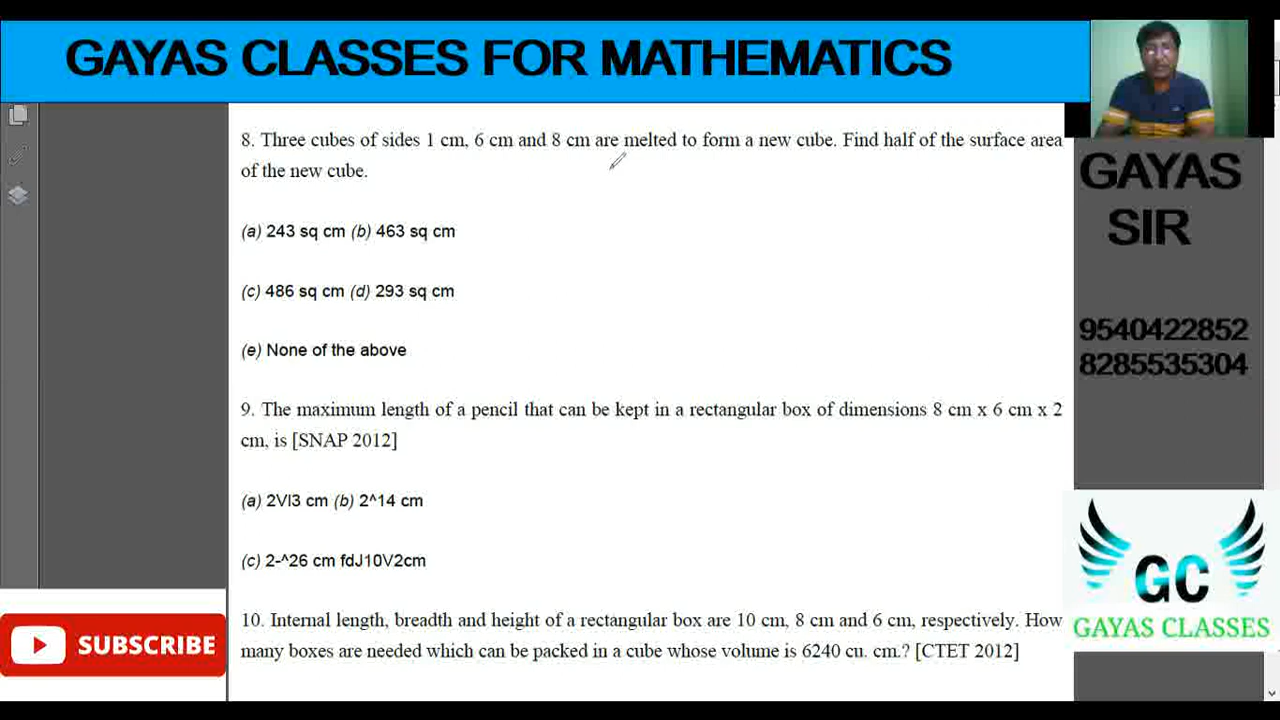 GAYAS CLASSES FOR MATHEMATICS
8. Three cubes of sides 1 cm, 6 cm and 8 cm are melted to form a new cube. Find half of the surface area
of the new cube.
(a) 243 sq cm (b) 463 sq cm
(c) 486 sq cm (d) 293 sq cm
(e) None of the above
9. The maximum length of a pencil that can be kept in a rectangular box of dimensions 8 cm x 6 cm x 2
cm, is [SNAP 2012]
(a) 2VI3 cm (b) 2^14 cm
(c) 2-^26 cm fdJ10V2cm
10. Internal length, breadth and height of a rectangular box are 10 cm, 8 cm and 6 cm, respectively. How
many boxes are needed which can be packed in a cube whose volume is 6240 cu. cm.? [CTET 2012]
GAYAS
SIR
9540422852
8285535304
GC
GAYAS CLASSES
SUBSCRIBE